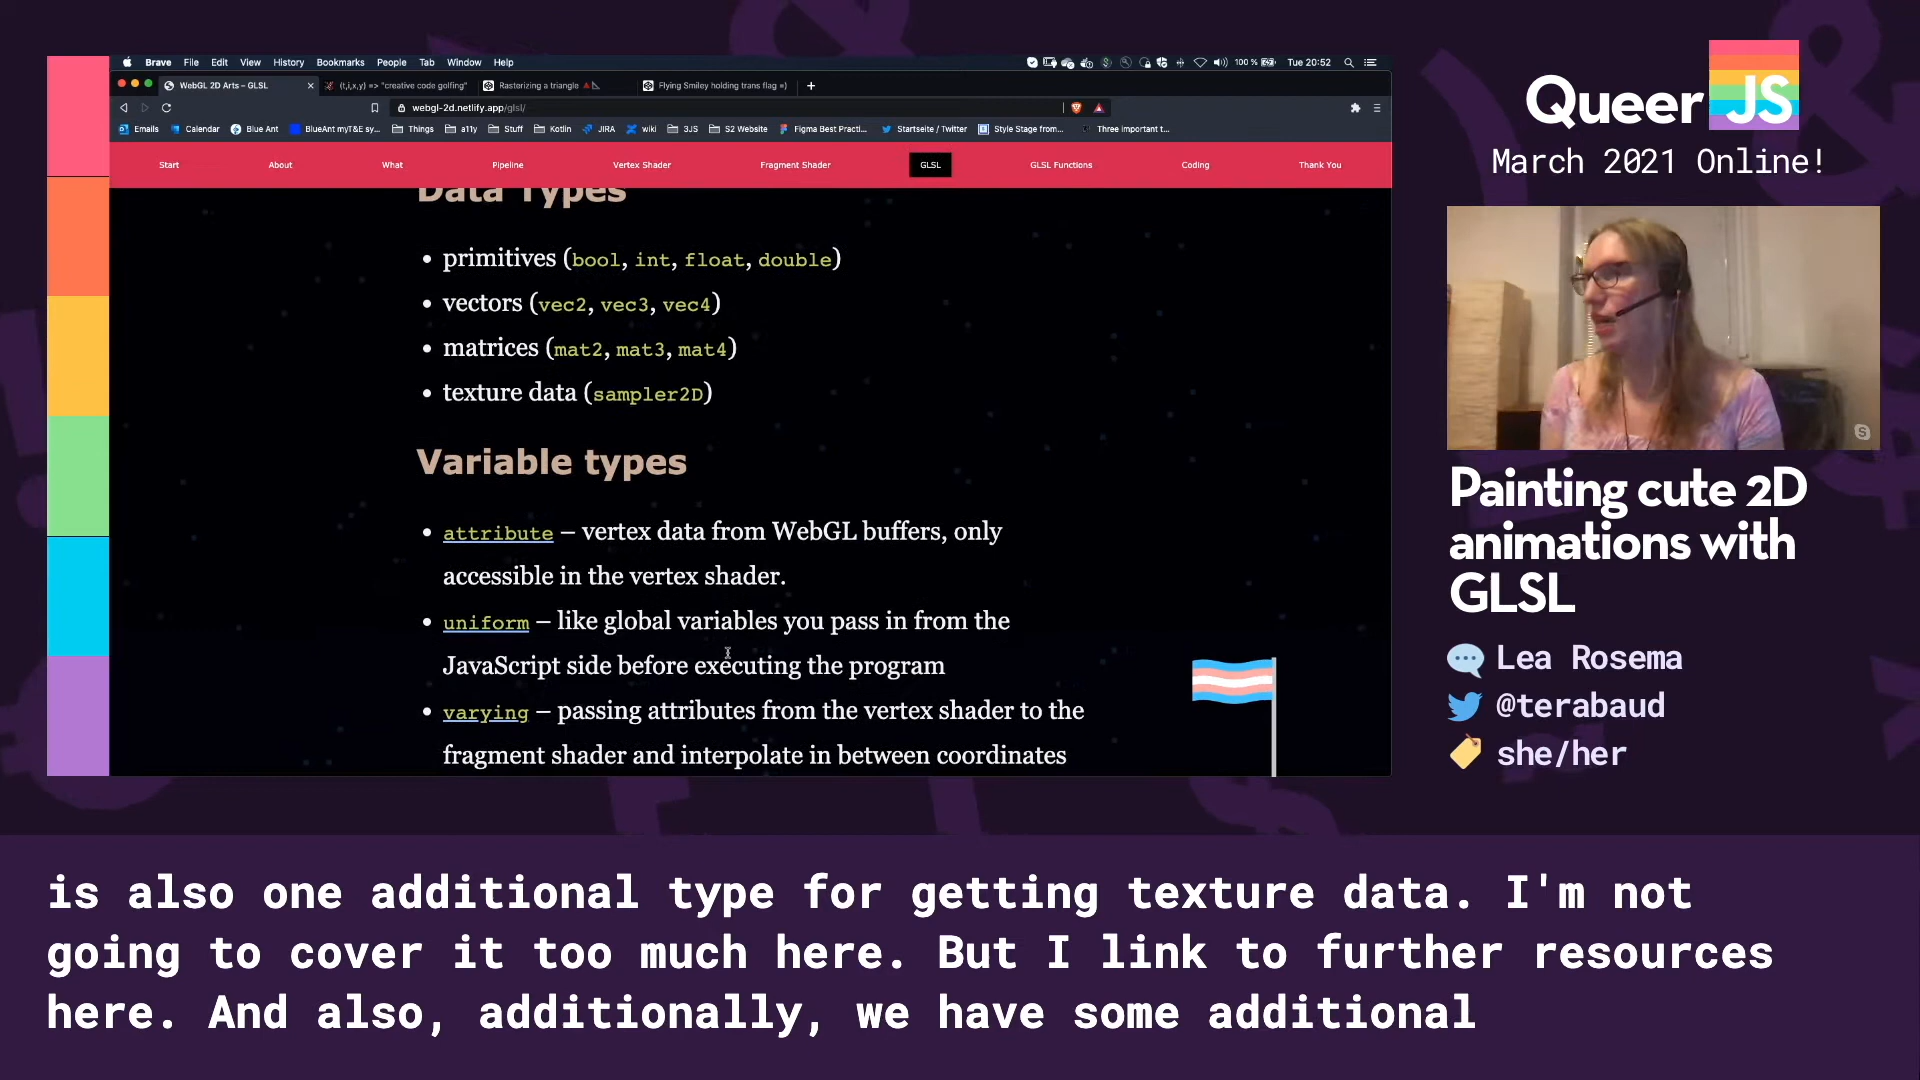 Brave File Edit View History Bookmarks People Tab Window Help
100 % Tue 20:52
WebGL 2D Arts – GLSL
(t,i,x,y) => "creative code golfing"
Rasterizing a triangle
Flying Smiley holding trans flag =)
webgl-2d.netlify.app/glsl/
Emails Calendar Blue Ant BlueAnt myT&E sy... Things a11y Stuff Kotlin JIRA wiki 3JS S2 Website Figma Best Practi... Startseite / Twitter Style Stage from... Three important t...
Start About What Pipeline Vertex Shader Fragment Shader GLSL GLSL Functions Coding Thank You
Data Types
• primitives (bool, int, float, double)
• vectors (vec2, vec3, vec4)
• matrices (mat2, mat3, mat4)
• texture data (sampler2D)
Variable types
• attribute – vertex data from WebGL buffers, only
accessible in the vertex shader.
• uniform – like global variables you pass in from the
JavaScript side before executing the program
• varying – passing attributes from the vertex shader to the
fragment shader and interpolate in between coordinates
Queer JS
March 2021 Online!
Painting cute 2D
animations with
GLSL
Lea Rosema
@terabaud
she/her
is also one additional type for getting texture data. I'm not
going to cover it too much here. But I link to further resources
here. And also, additionally, we have some additional